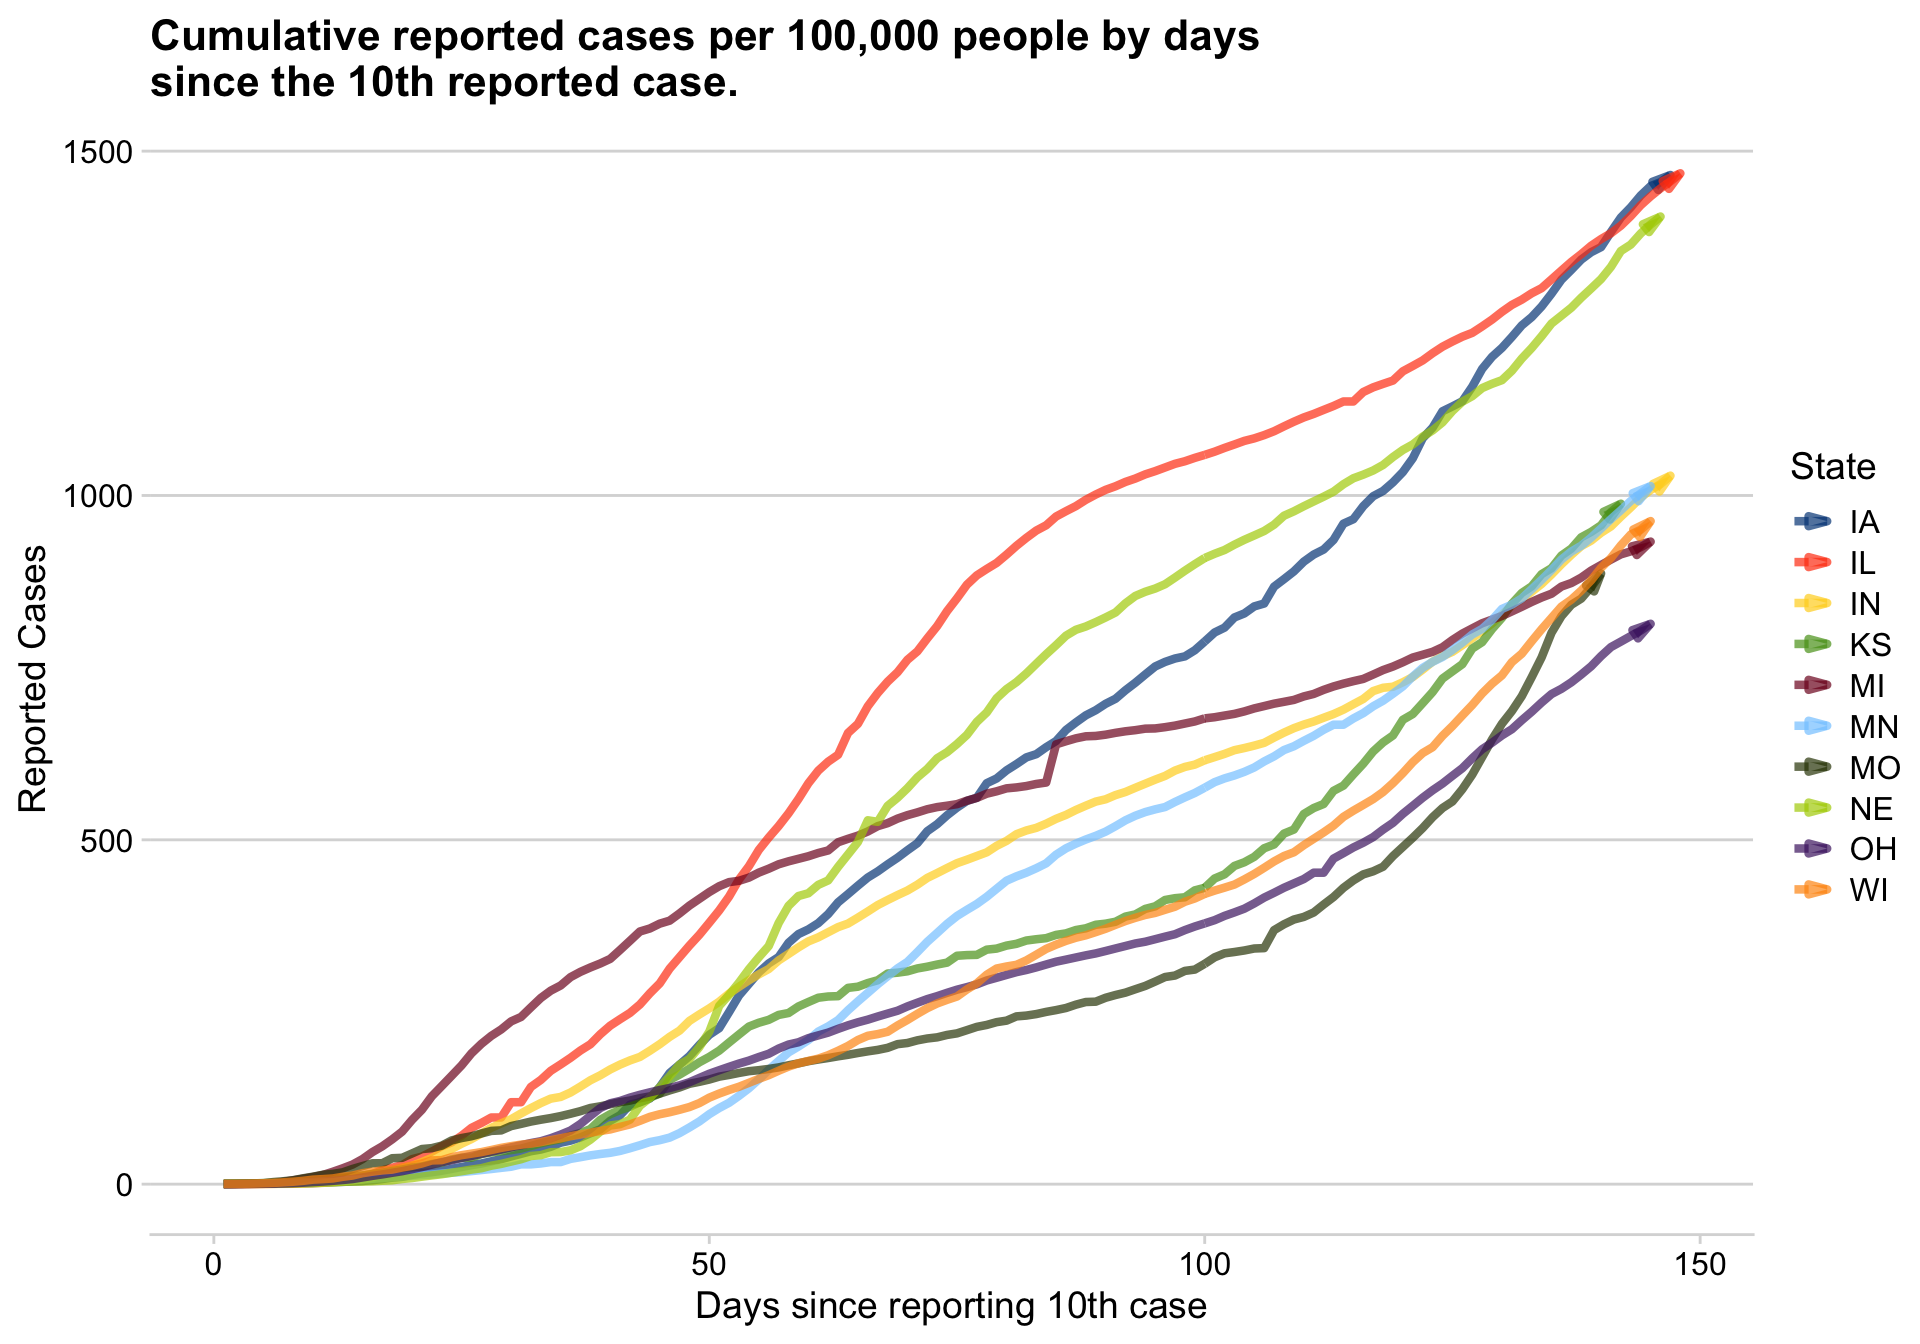 Cumulative reported cases per 100,000 people by days
since the 10th reported case.
1500
1000
500
0
Reported Cases
0 50 100 150
Days since reporting 10th case
State
IA
IL
IN
KS
MI
MN
MO
NE
OH
WI